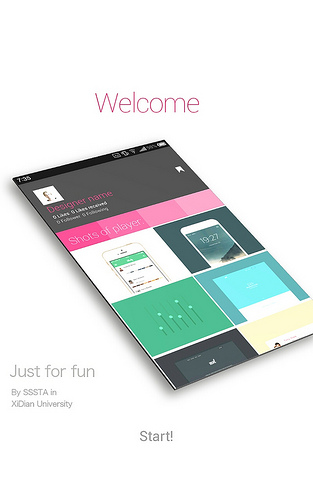 Welcome
7:35
Designer name
0 Likes 0 Likes received
0 Follower 0 Following
Shots of player
19:27
Just for fun
By SSSTA in
XiDian University
Start!